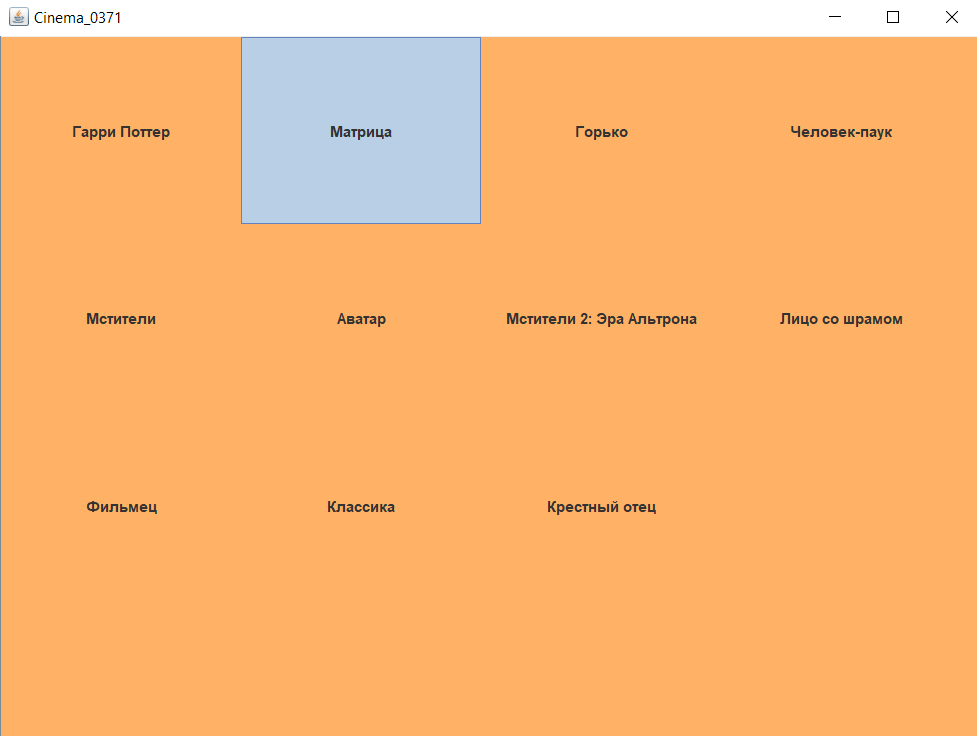 Cinema_0371
Гарри Поттер
Матрица
Горько
Человек-паук
Мстители
Аватар
Мстители 2: Эра Альтрона
Лицо со шрамом
Фильмец
Классика
Крестный отец